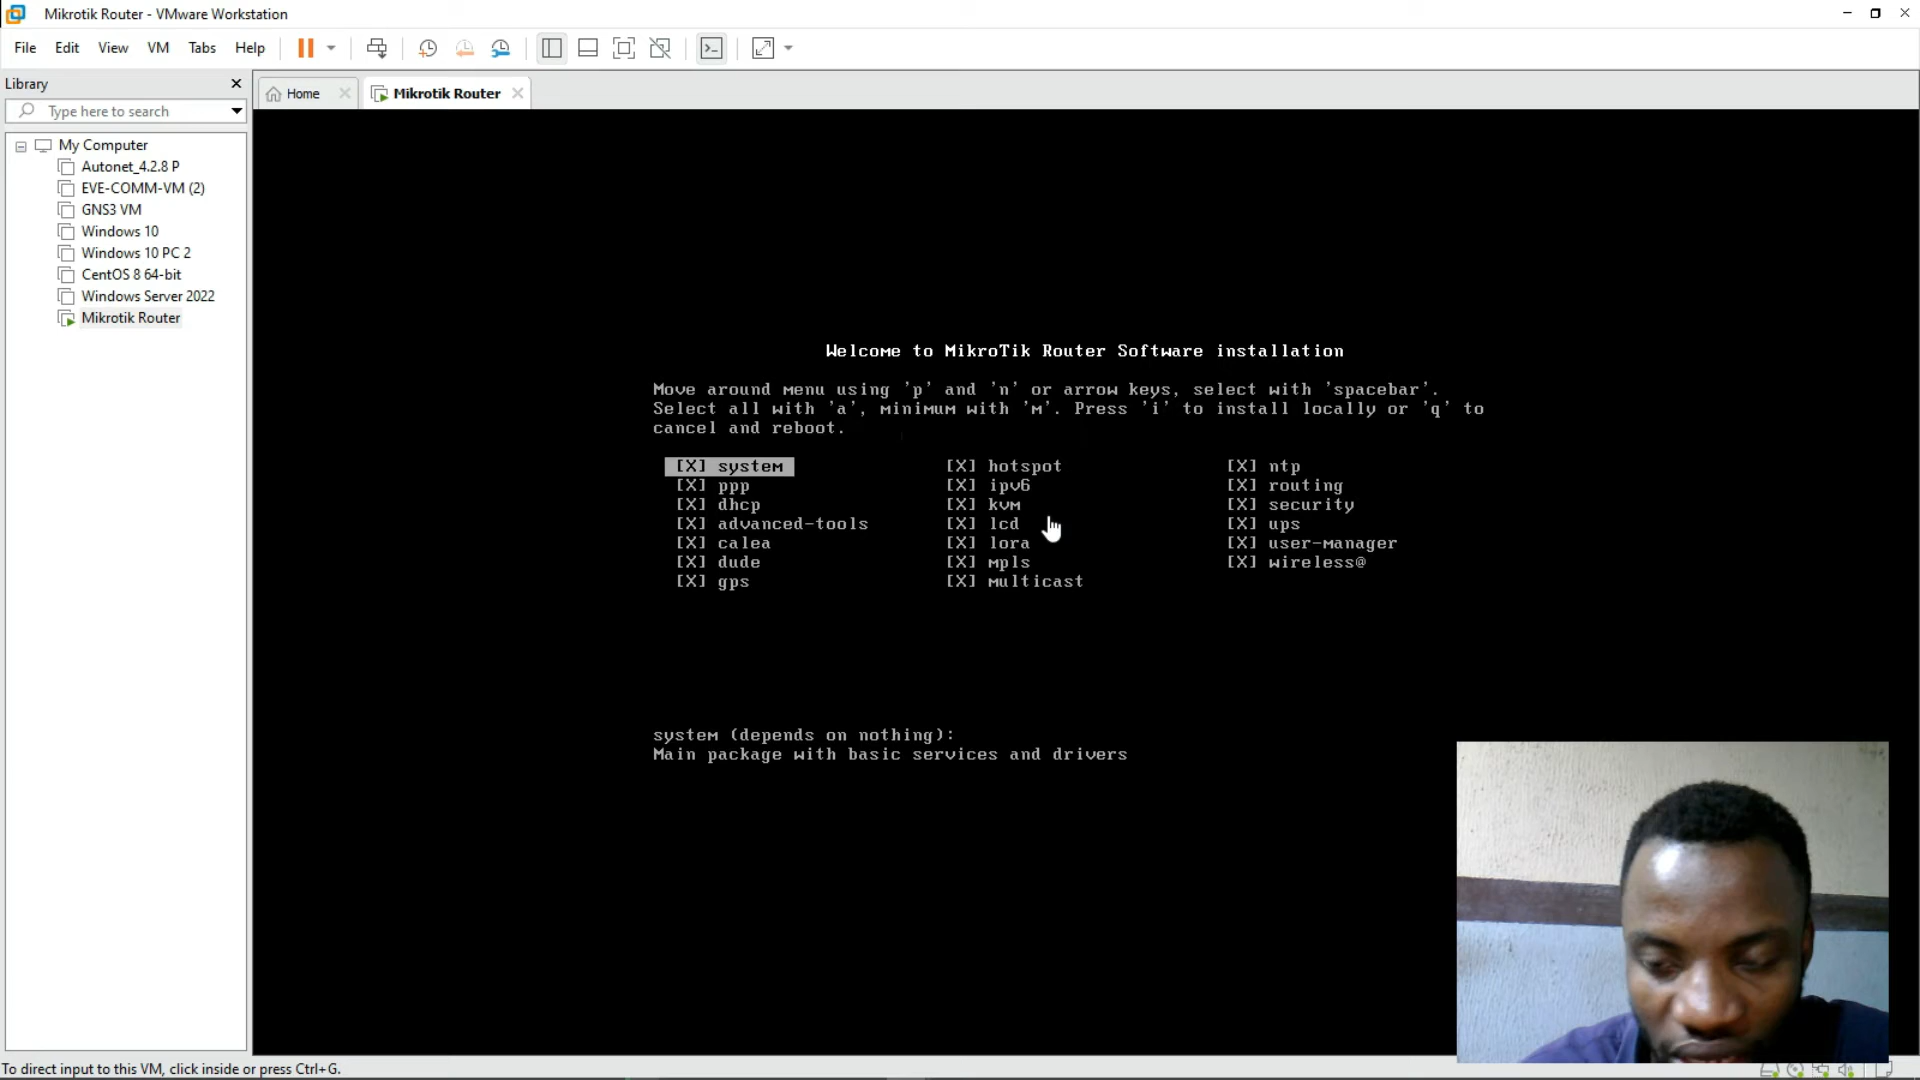 Mikrotik Router - VMware Workstation
File Edit View VM Tabs Help
Library
Type here to search
My Computer
Autonet_4.2.8 P
EVE-COMM-VM (2)
GNS3 VM
Windows 10
Windows 10 PC 2
CentOS 8 64-bit
Windows Server 2022
Mikrotik Router
Home Mikrotik Router
Welcome to MikroTik Router Software installation
Move around menu using 'p' and 'n' or arrow keys, select with 'spacebar'.
Select all with 'a', minimum with 'm'. Press 'i' to install locally or 'q' to
cancel and reboot.
[X] system [X] hotspot [X] ntp
[X] ppp [X] ipv6 [X] routing
[X] dhcp [X] kvm [X] security
[X] advanced-tools [X] lcd [X] ups
[X] calea [X] lora [X] user-manager
[X] dude [X] mpls [X] wireless@
[X] gps [X] multicast
system (depends on nothing):
Main package with basic services and drivers
To direct input to this VM, click inside or press Ctrl+G.